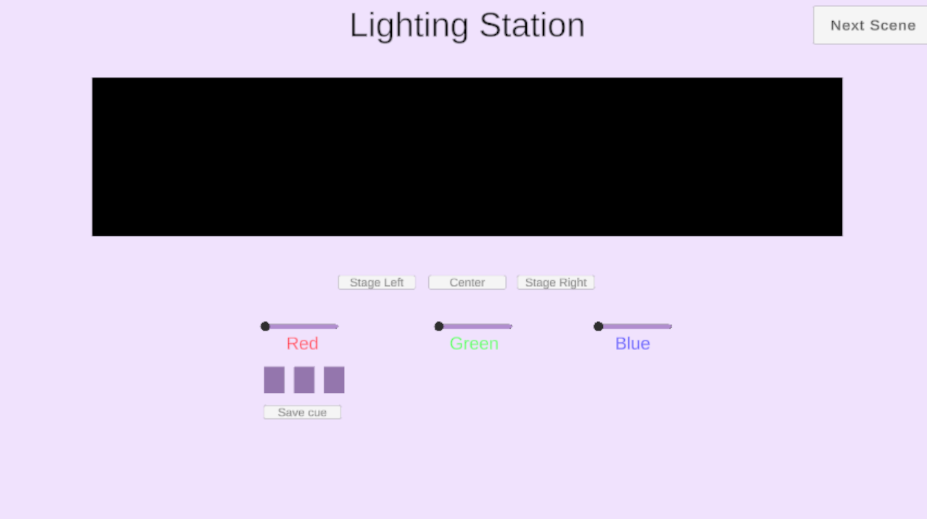 Lighting Station
Next Scene
Stage Left
Center
Stage Right
Red
Green
Blue
Save cue